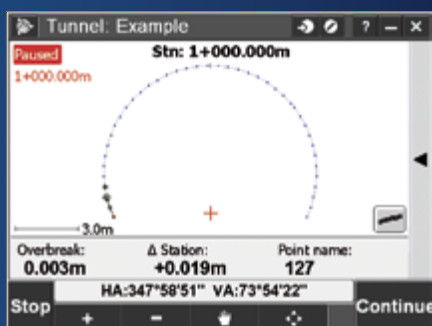 Tunnel: Example ? – ×
Paused
Stn: 1+000.000m
1+000.000m
3.0m
Overbreak: Δ Station: Point name:
0.003m +0.019m 127
HA:347°58'51" VA:73°54'22"
Stop + – Continue